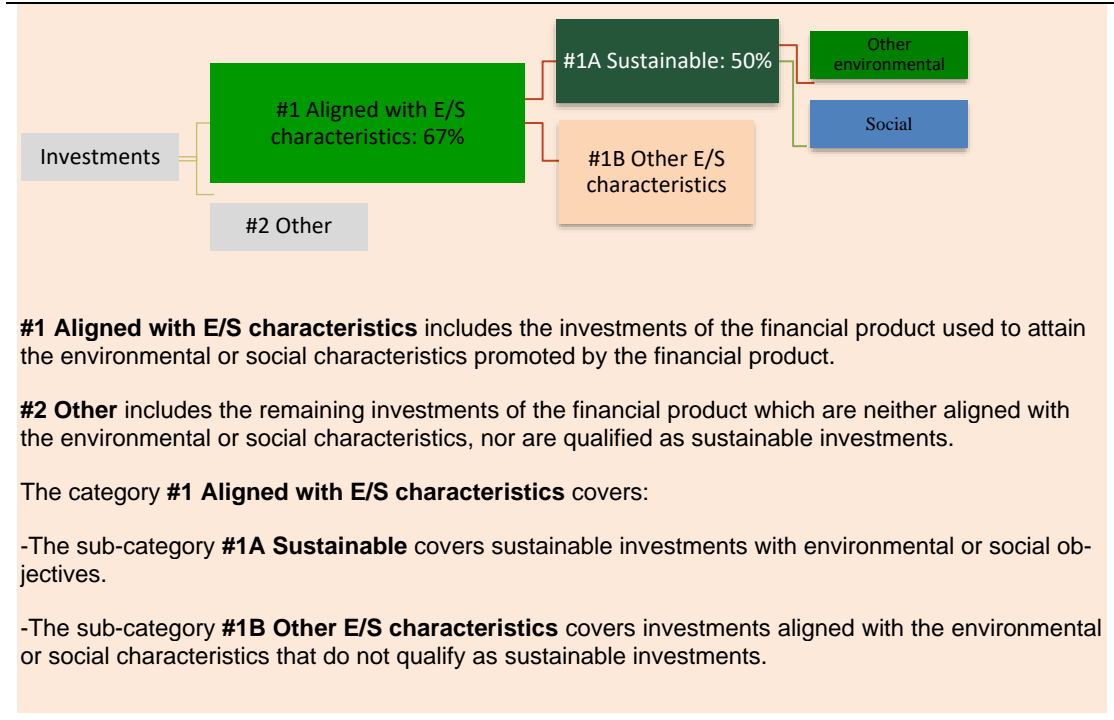 Investments
#1 Aligned with E/S
characteristics: 67%
#2 Other
#1A Sustainable: 50%
#1B Other E/S
characteristics
Other
environmental
Social
#1 Aligned with E/S characteristics includes the investments of the financial product used to attain
the environmental or social characteristics promoted by the financial product.
#2 Other includes the remaining investments of the financial product which are neither aligned with
the environmental or social characteristics, nor are qualified as sustainable investments.
The category #1 Aligned with E/S characteristics covers:
-The sub-category #1A Sustainable covers sustainable investments with environmental or social ob-
jectives.
-The sub-category #1B Other E/S characteristics covers investments aligned with the environmental
or social characteristics that do not qualify as sustainable investments.